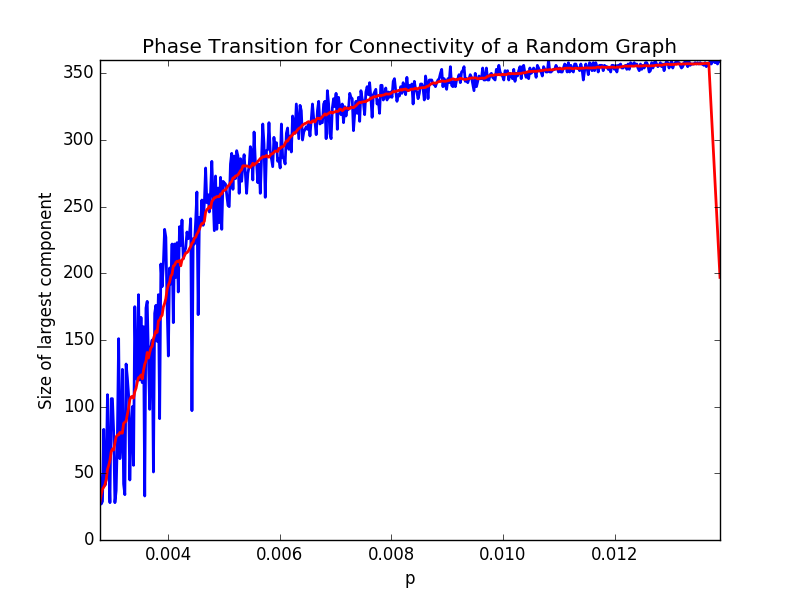 Phase Transition for Connectivity of a Random Graph
350
300
250
200
150
100
50
0
Size of largest component
0.004 0.006 0.008 0.010 0.012
p